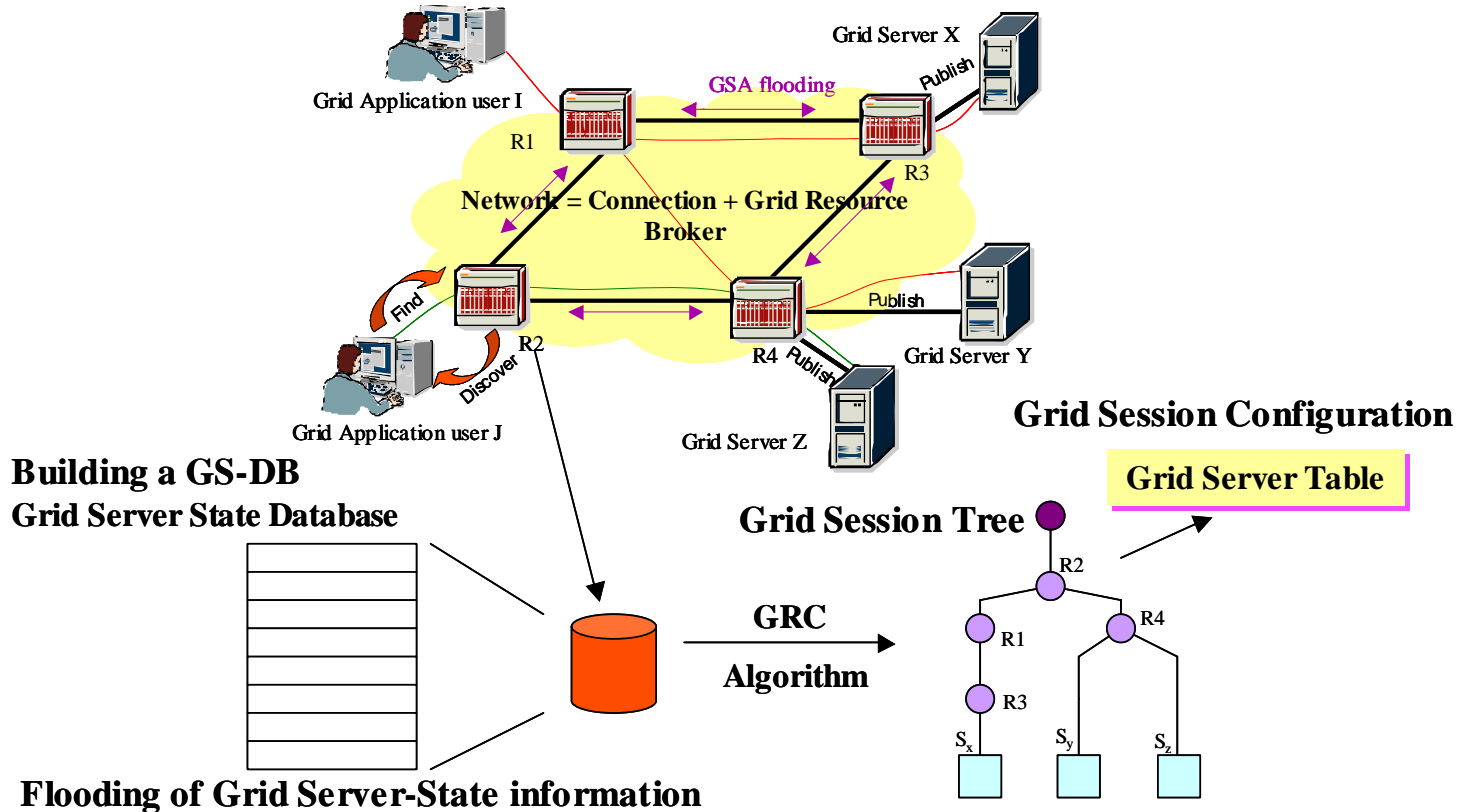 Grid Server X
Publish
Grid Application user I
GSA flooding
R1
R3
Network = Connection + Grid Resource
Broker
Find
Publish
R2
R4
Grid Server Y
Discover
Publish
Grid Application user J
Grid Server Z
Grid Session Configuration
Building a GS-DB
Grid Server State Database
Grid Server Table
Grid Session Tree
R2
GRC
R1
R4
Algorithm
R3
Sx
Sy
Sz
Flooding of Grid Server-State information